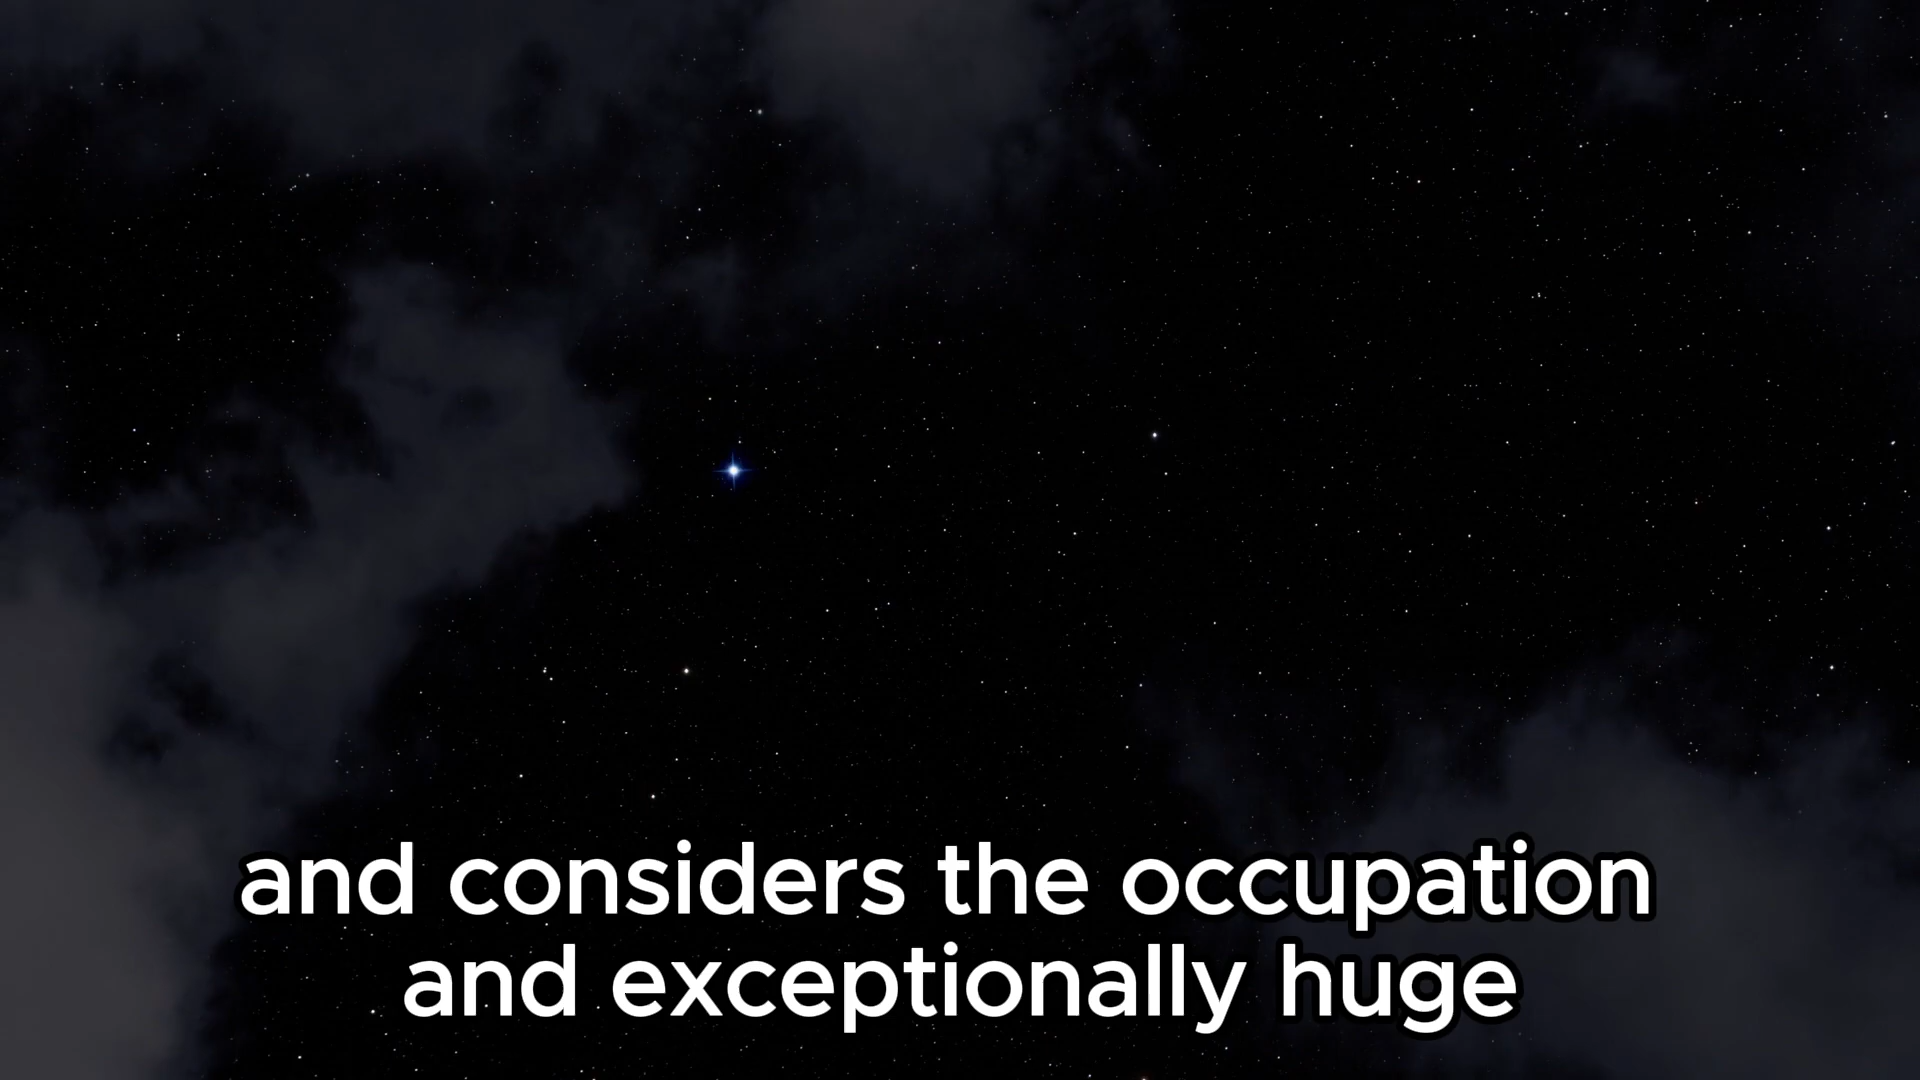 and considers the occupation
and exceptionally huge